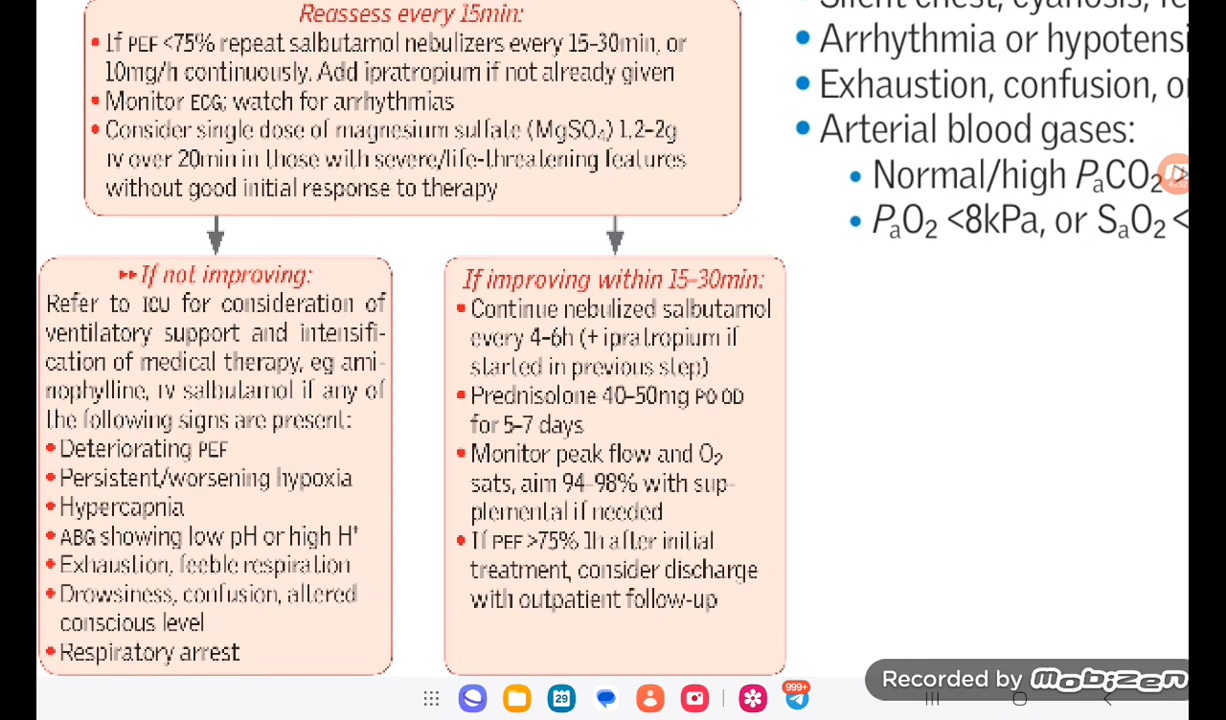 Reassess every 15min:
• If PEF <75% repeat salbutamol nebulizers every 15–30min, or
10mg/h continuously. Add ipratropium if not already given
• Monitor ECG; watch for arrhythmias
• Consider single dose of magnesium sulfate (MgSO₄) 1.2–2g
IV over 20min in those with severe/life-threatening features
without good initial response to therapy
▸▸If not improving:
Refer to ICU for consideration of
ventilatory support and intensifi-
cation of medical therapy, eg ami-
nophylline, IV salbutamol if any of
the following signs are present:
• Deteriorating PEF
• Persistent/worsening hypoxia
• Hypercapnia
• ABG showing low pH or high H⁺
• Exhaustion, feeble respiration
• Drowsiness, confusion, altered
conscious level
• Respiratory arrest
If improving within 15–30min:
• Continue nebulized salbutamol
every 4–6h (+ ipratropium if
started in previous step)
• Prednisolone 40–50mg PO OD
for 5–7 days
• Monitor peak flow and O₂
sats, aim 94–98% with sup-
plemental if needed
• If PEF >75% 1h after initial
treatment, consider discharge
with outpatient follow-up
• Silent chest, cyanosis,
• Arrhythmia or hypotensi
• Exhaustion, confusion, o
• Arterial blood gases:
• Normal/high PaCO₂
• PaO₂ <8kPa, or SaO₂ <
29
999+
Recorded by mobizen